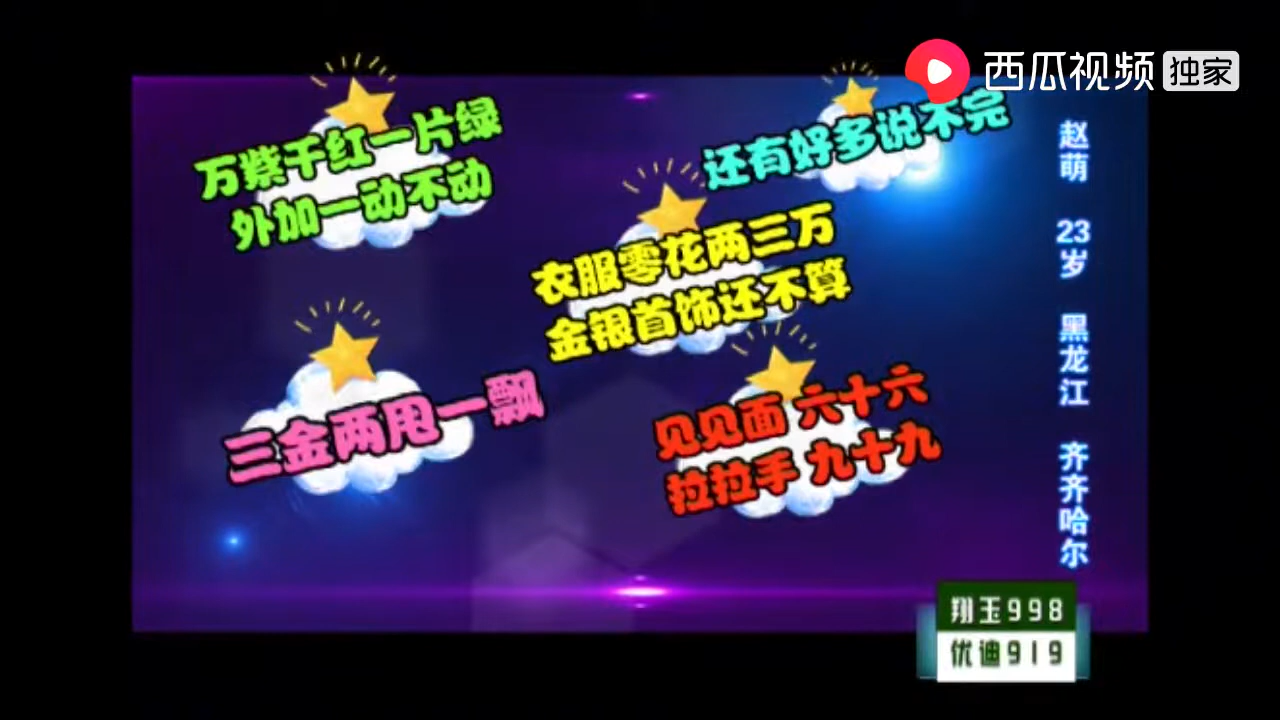 西瓜视频 独家
万紫千红一片绿
外加一动不动
还有好多说不完
衣服零花两三万
金银首饰还不算
三金两甩一飘
见见面 六十六
拉拉手 九十九
赵萌 23岁 黑龙江 齐齐哈尔
翔玉998
优迪919